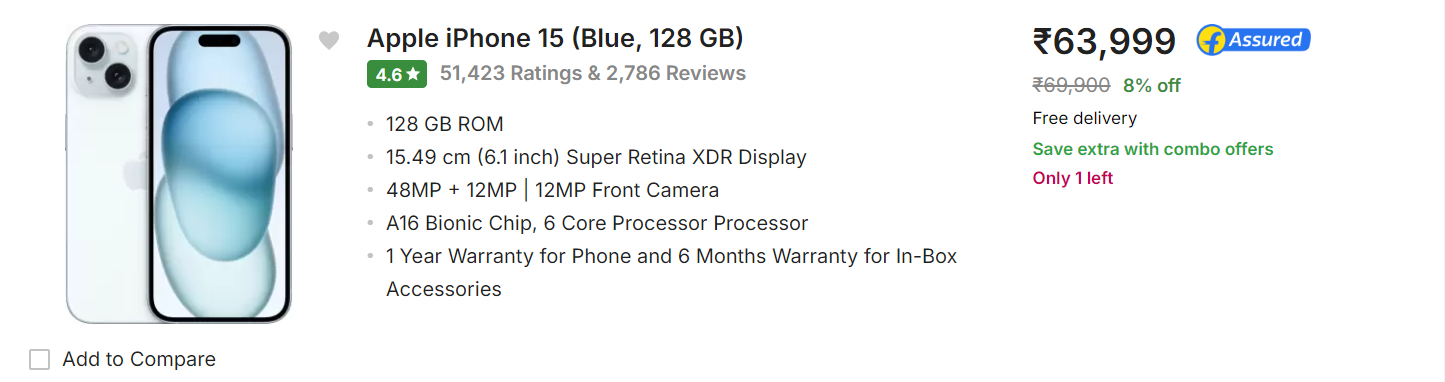 Apple iPhone 15 (Blue, 128 GB)
4.6★ 51,423 Ratings & 2,786 Reviews
• 128 GB ROM
• 15.49 cm (6.1 inch) Super Retina XDR Display
• 48MP + 12MP | 12MP Front Camera
• A16 Bionic Chip, 6 Core Processor Processor
• 1 Year Warranty for Phone and 6 Months Warranty for In-Box
Accessories
Add to Compare
₹63,999 f Assured
₹69,900 8% off
Free delivery
Save extra with combo offers
Only 1 left